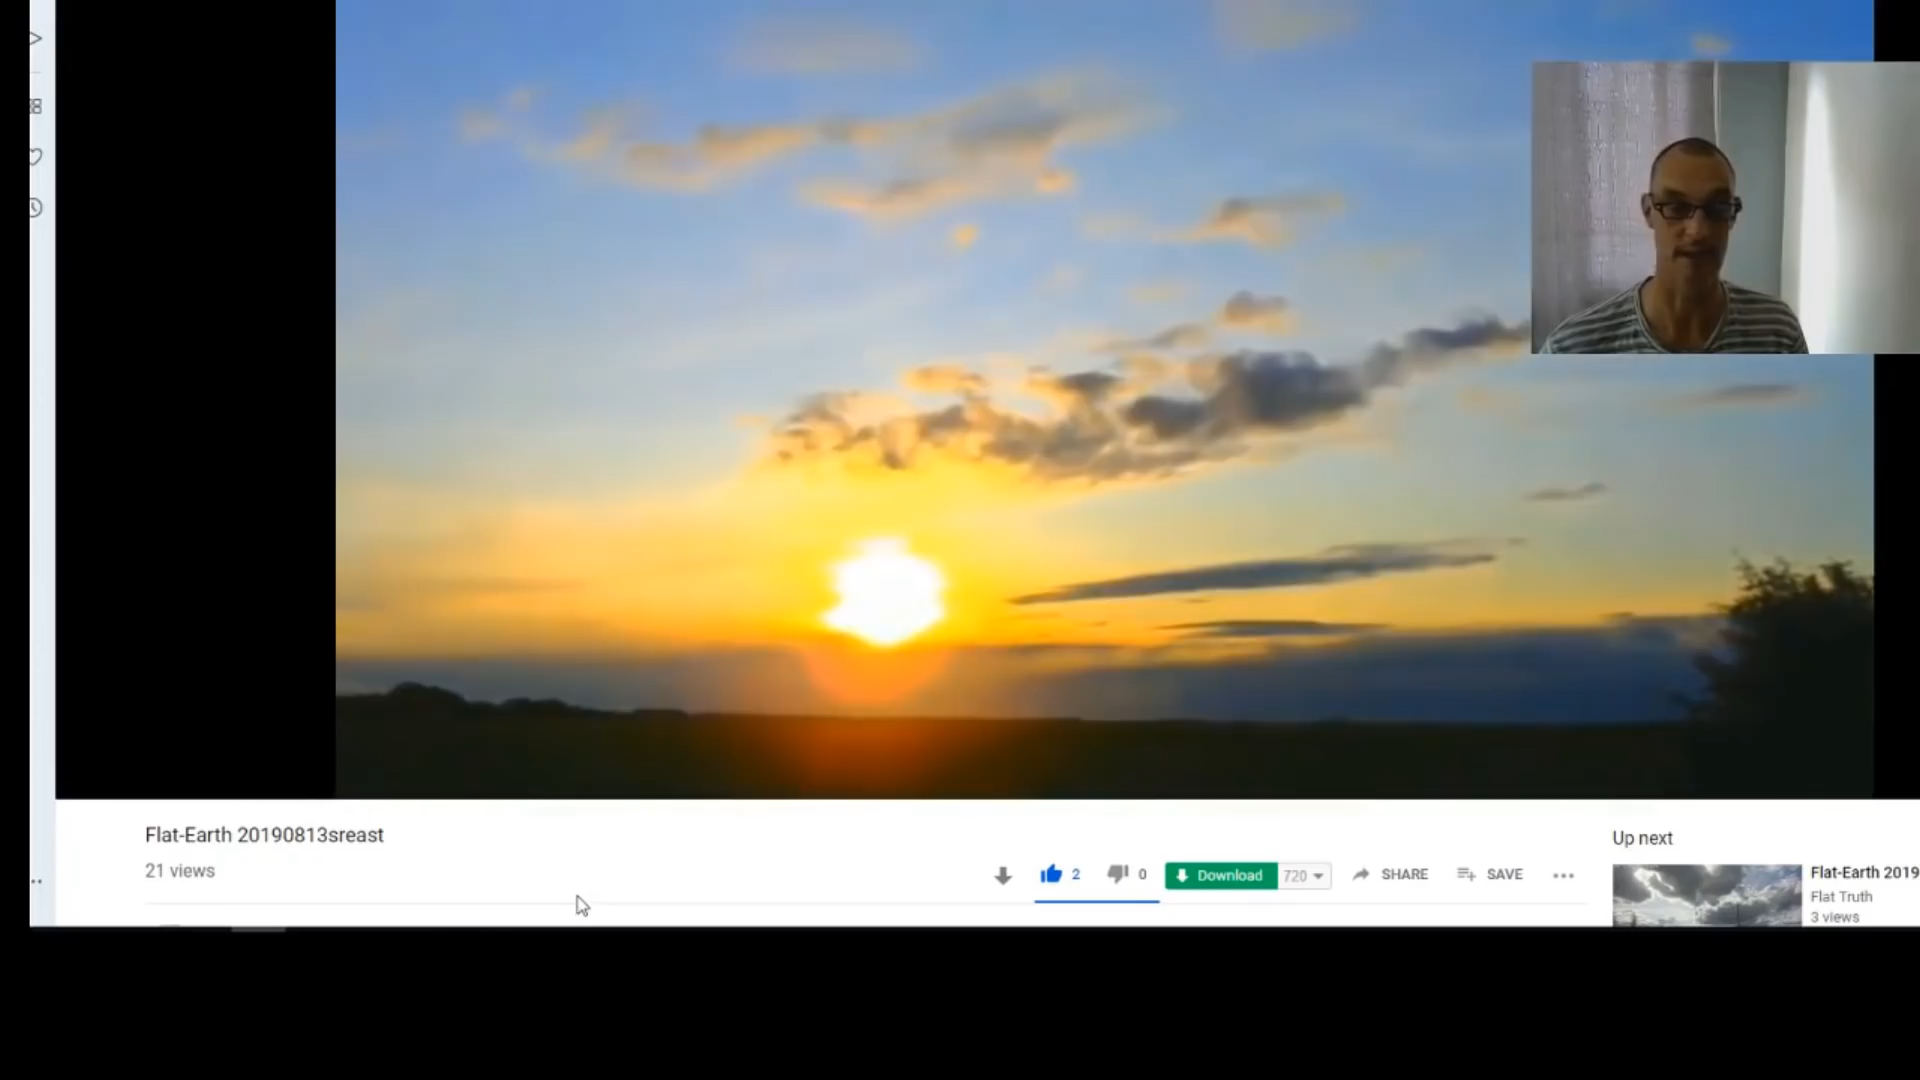 Flat-Earth 20190813sreast
21 views
2
0
Download
720
SHARE
SAVE
Up next
Flat-Earth 2019
Flat Truth
3 views